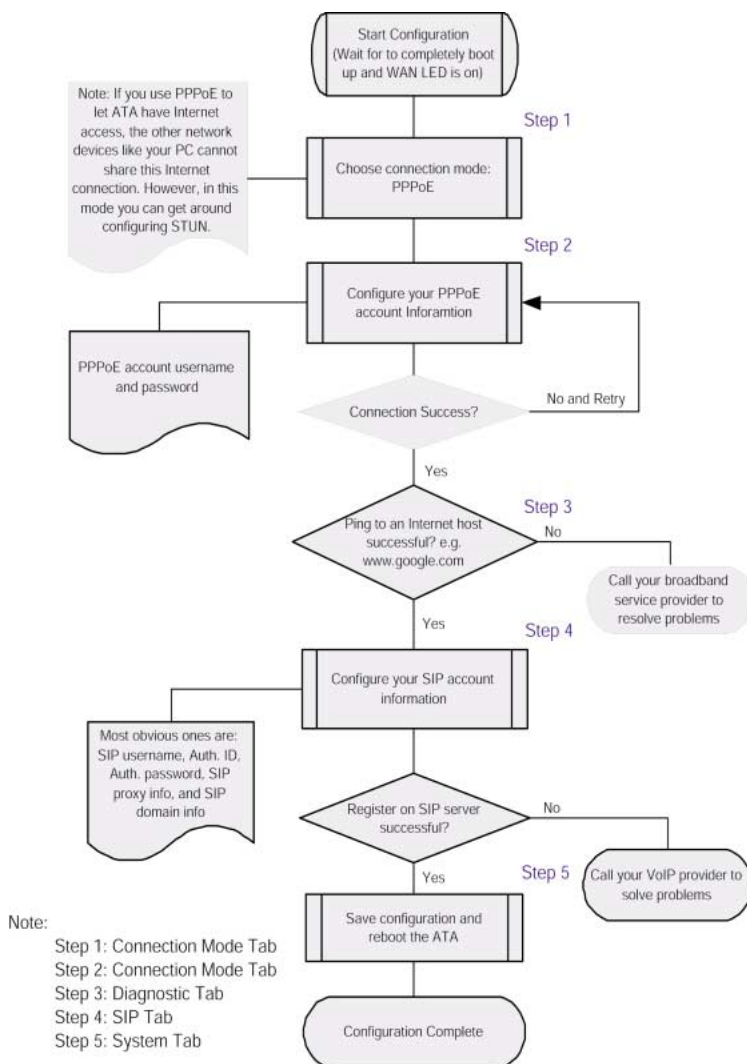 Start Configuration
(Wait for to completely boot
up and WAN LED is on)
Note: If you use PPPoE to
let ATA have Internet
access, the other network
devices like your PC cannot
share this Internet
connection. However, in this
mode you can get around
configuring STUN.
Step 1
Choose connection mode:
PPPoE
Step 2
Configure your PPPoE
account Inforamtion
PPPoE account username
and password
Connection Success?
No and Retry
Yes
Step 3
Ping to an Internet host
successful? e.g.
www.google.com
No
Call your broadband
service provider to
resolve problems
Yes
Step 4
Configure your SIP account
information
Most obvious ones are:
SIP username, Auth. ID,
Auth. password, SIP
proxy info, and SIP
domain info
Register on SIP server
successful?
No
Call your VoIP provider to
solve problems
Yes
Step 5
Save configuration and
reboot the ATA
Configuration Complete
Note:
Step 1: Connection Mode Tab
Step 2: Connection Mode Tab
Step 3: Diagnostic Tab
Step 4: SIP Tab
Step 5: System Tab